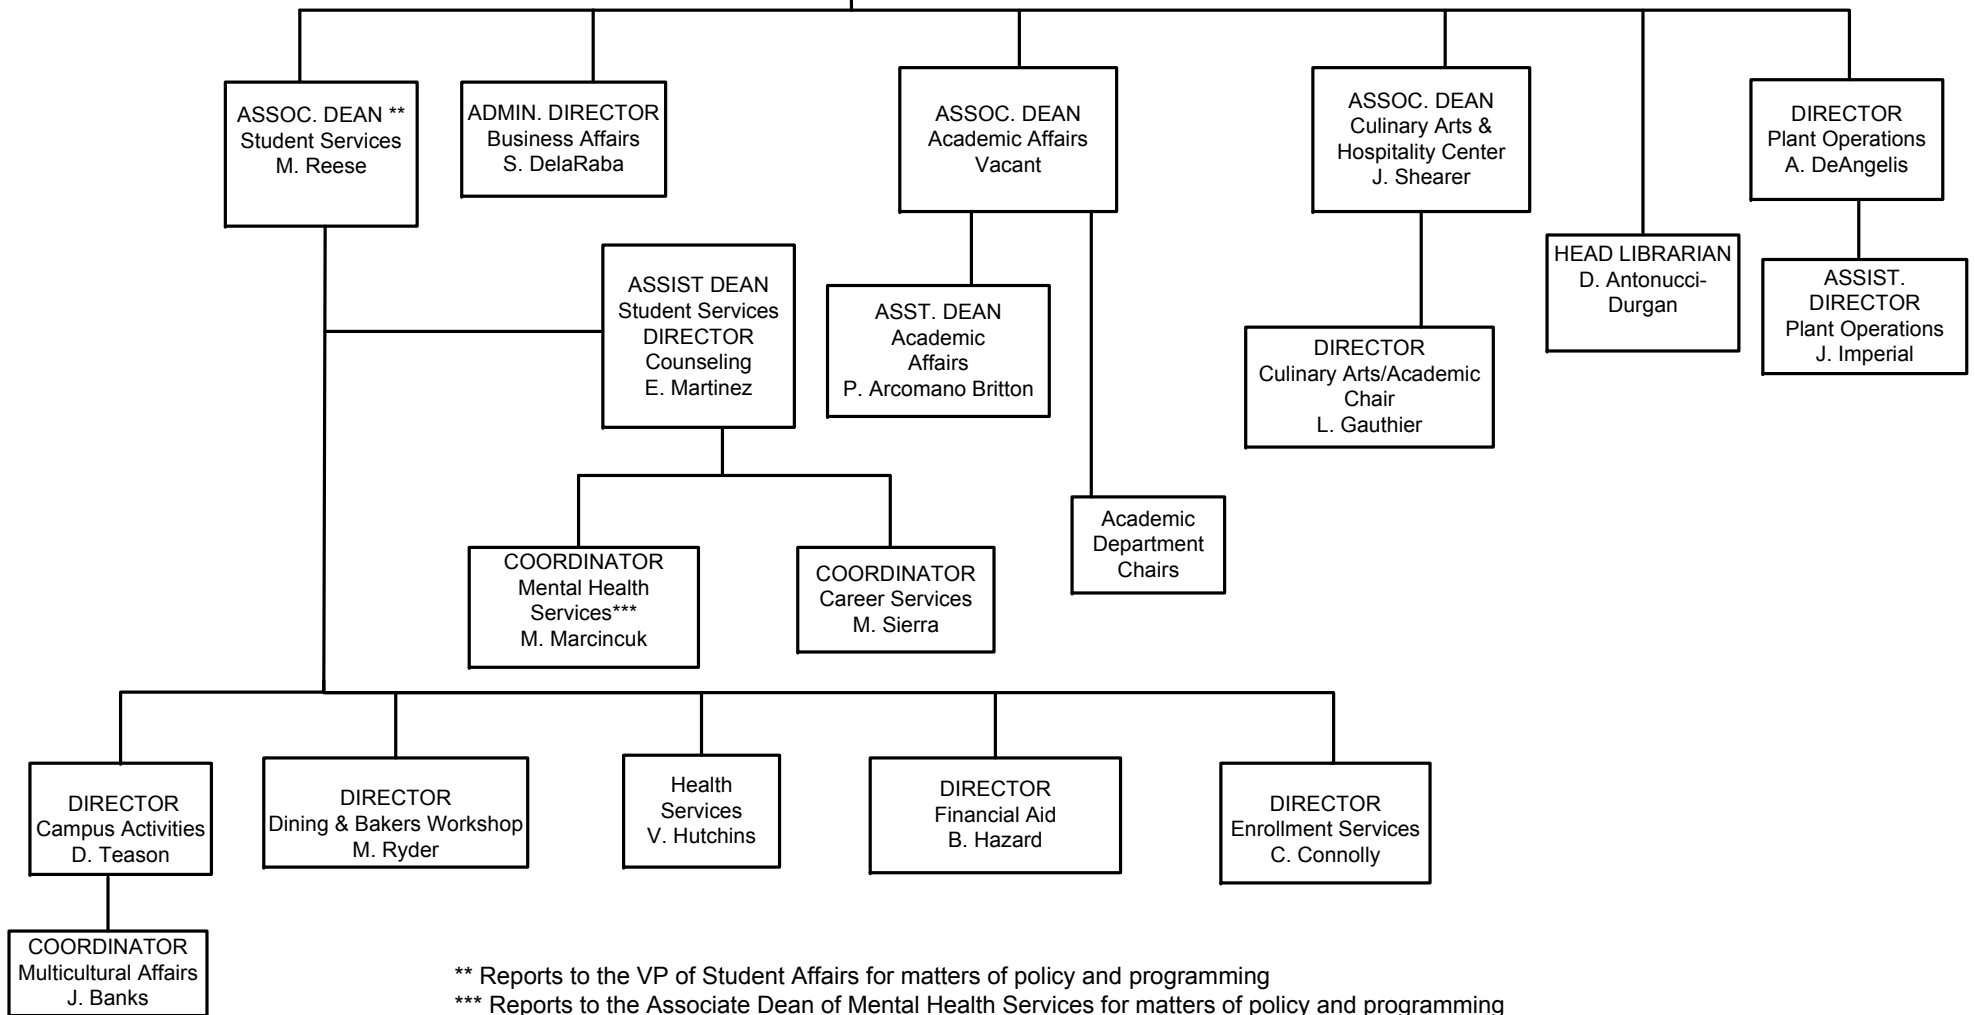 ASSOC. DEAN **
Student Services
M. Reese
ADMIN. DIRECTOR
Business Affairs
S. DelaRaba
ASSOC. DEAN
Academic Affairs
Vacant
ASSOC. DEAN
Culinary Arts &
Hospitality Center
J. Shearer
DIRECTOR
Plant Operations
A. DeAngelis
HEAD LIBRARIAN
D. Antonucci-
Durgan
ASSIST.
DIRECTOR
Plant Operations
J. Imperial
ASSIST DEAN
Student Services
DIRECTOR
Counseling
E. Martinez
ASST. DEAN
Academic
Affairs
P. Arcomano Britton
DIRECTOR
Culinary Arts/Academic
Chair
L. Gauthier
Academic
Department
Chairs
COORDINATOR
Mental Health
Services***
M. Marcincuk
COORDINATOR
Career Services
M. Sierra
DIRECTOR
Campus Activities
D. Teason
DIRECTOR
Dining & Bakers Workshop
M. Ryder
Health
Services
V. Hutchins
DIRECTOR
Financial Aid
B. Hazard
DIRECTOR
Enrollment Services
C. Connolly
COORDINATOR
Multicultural Affairs
J. Banks
** Reports to the VP of Student Affairs for matters of policy and programming
*** Reports to the Associate Dean of Mental Health Services for matters of policy and programming